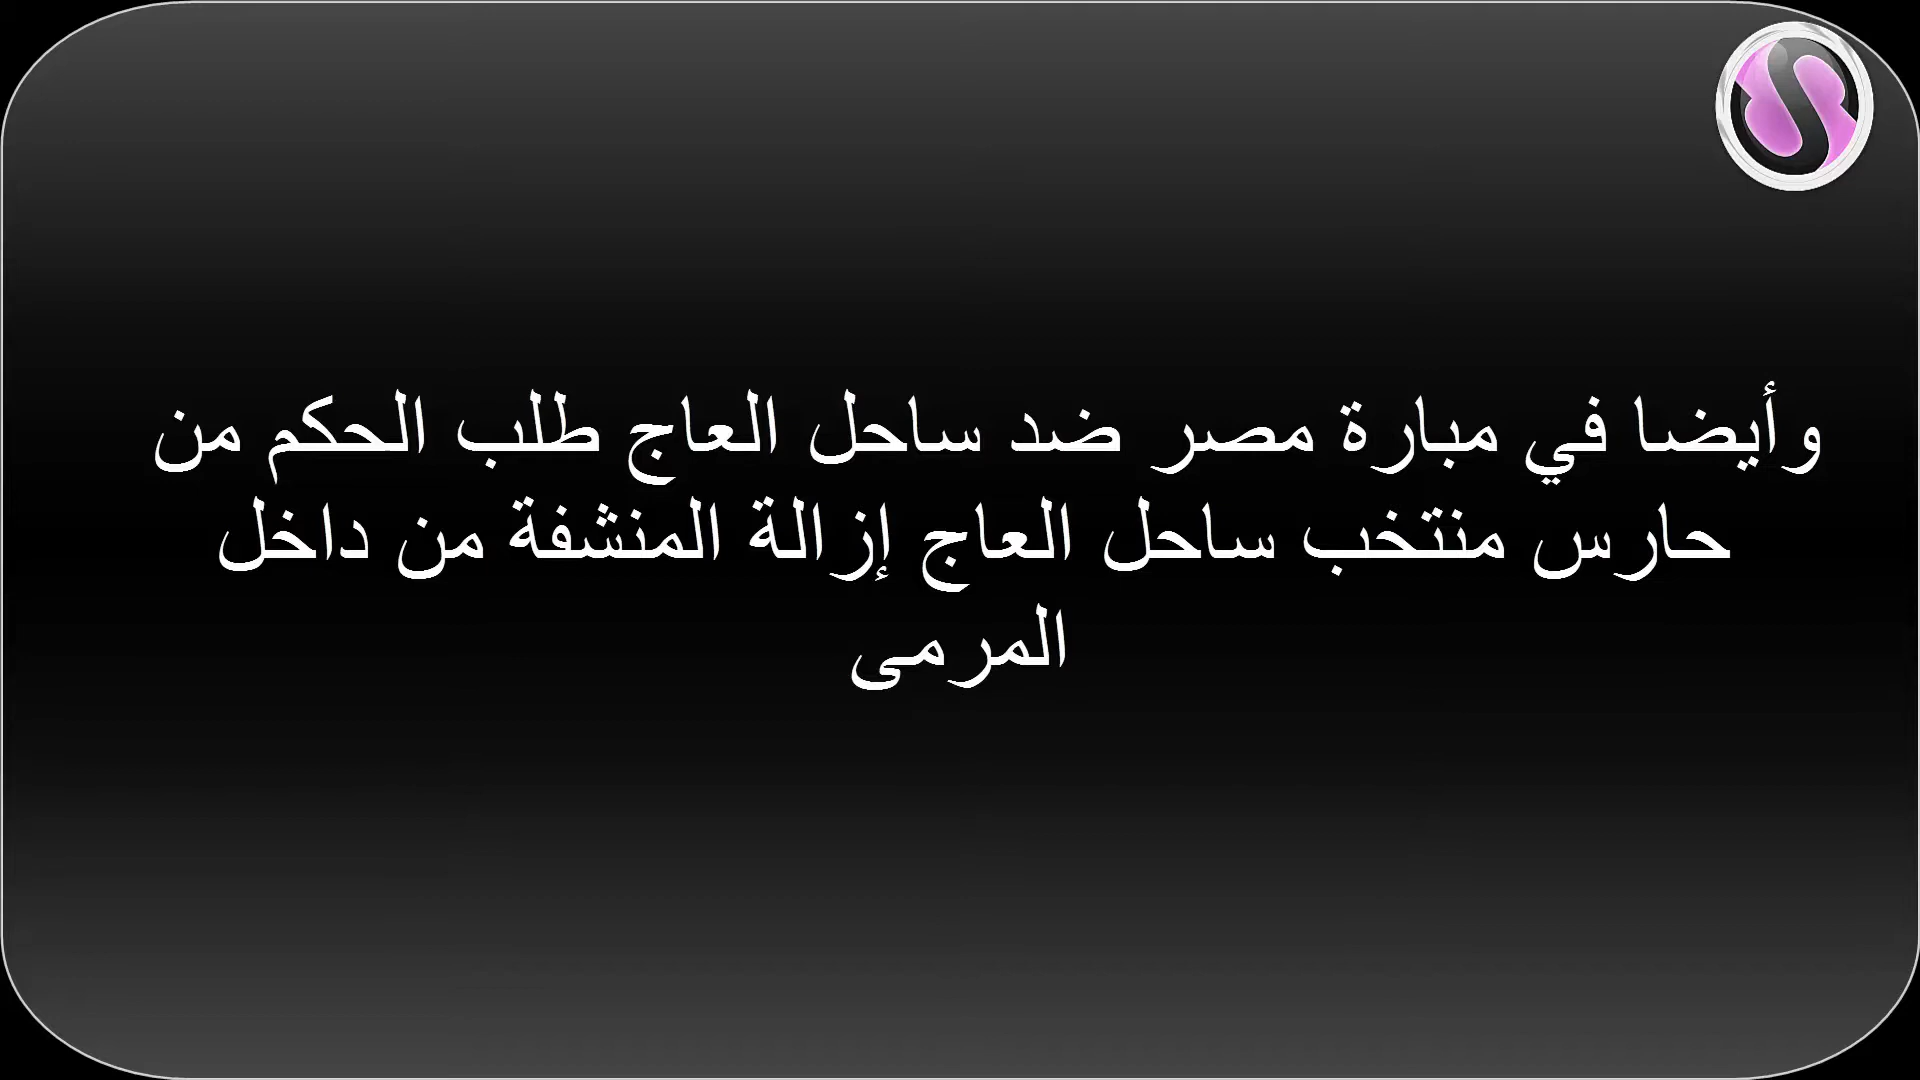 وأيضا في مبارة مصر ضد ساحل العاج طلب الحكم من
حارس منتخب ساحل العاج إزالة المنشفة من داخل
المرمى